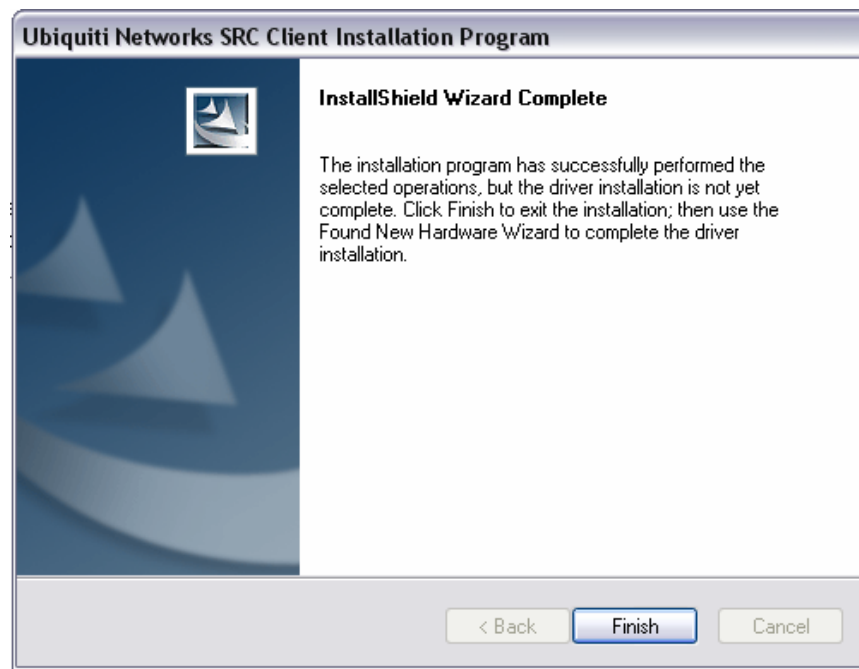 Ubiquiti Networks SRC Client Installation Program
InstallShield Wizard Complete
The installation program has successfully performed the
selected operations, but the driver installation is not yet
complete. Click Finish to exit the installation; then use the
Found New Hardware Wizard to complete the driver
installation.
< Back
Finish
Cancel